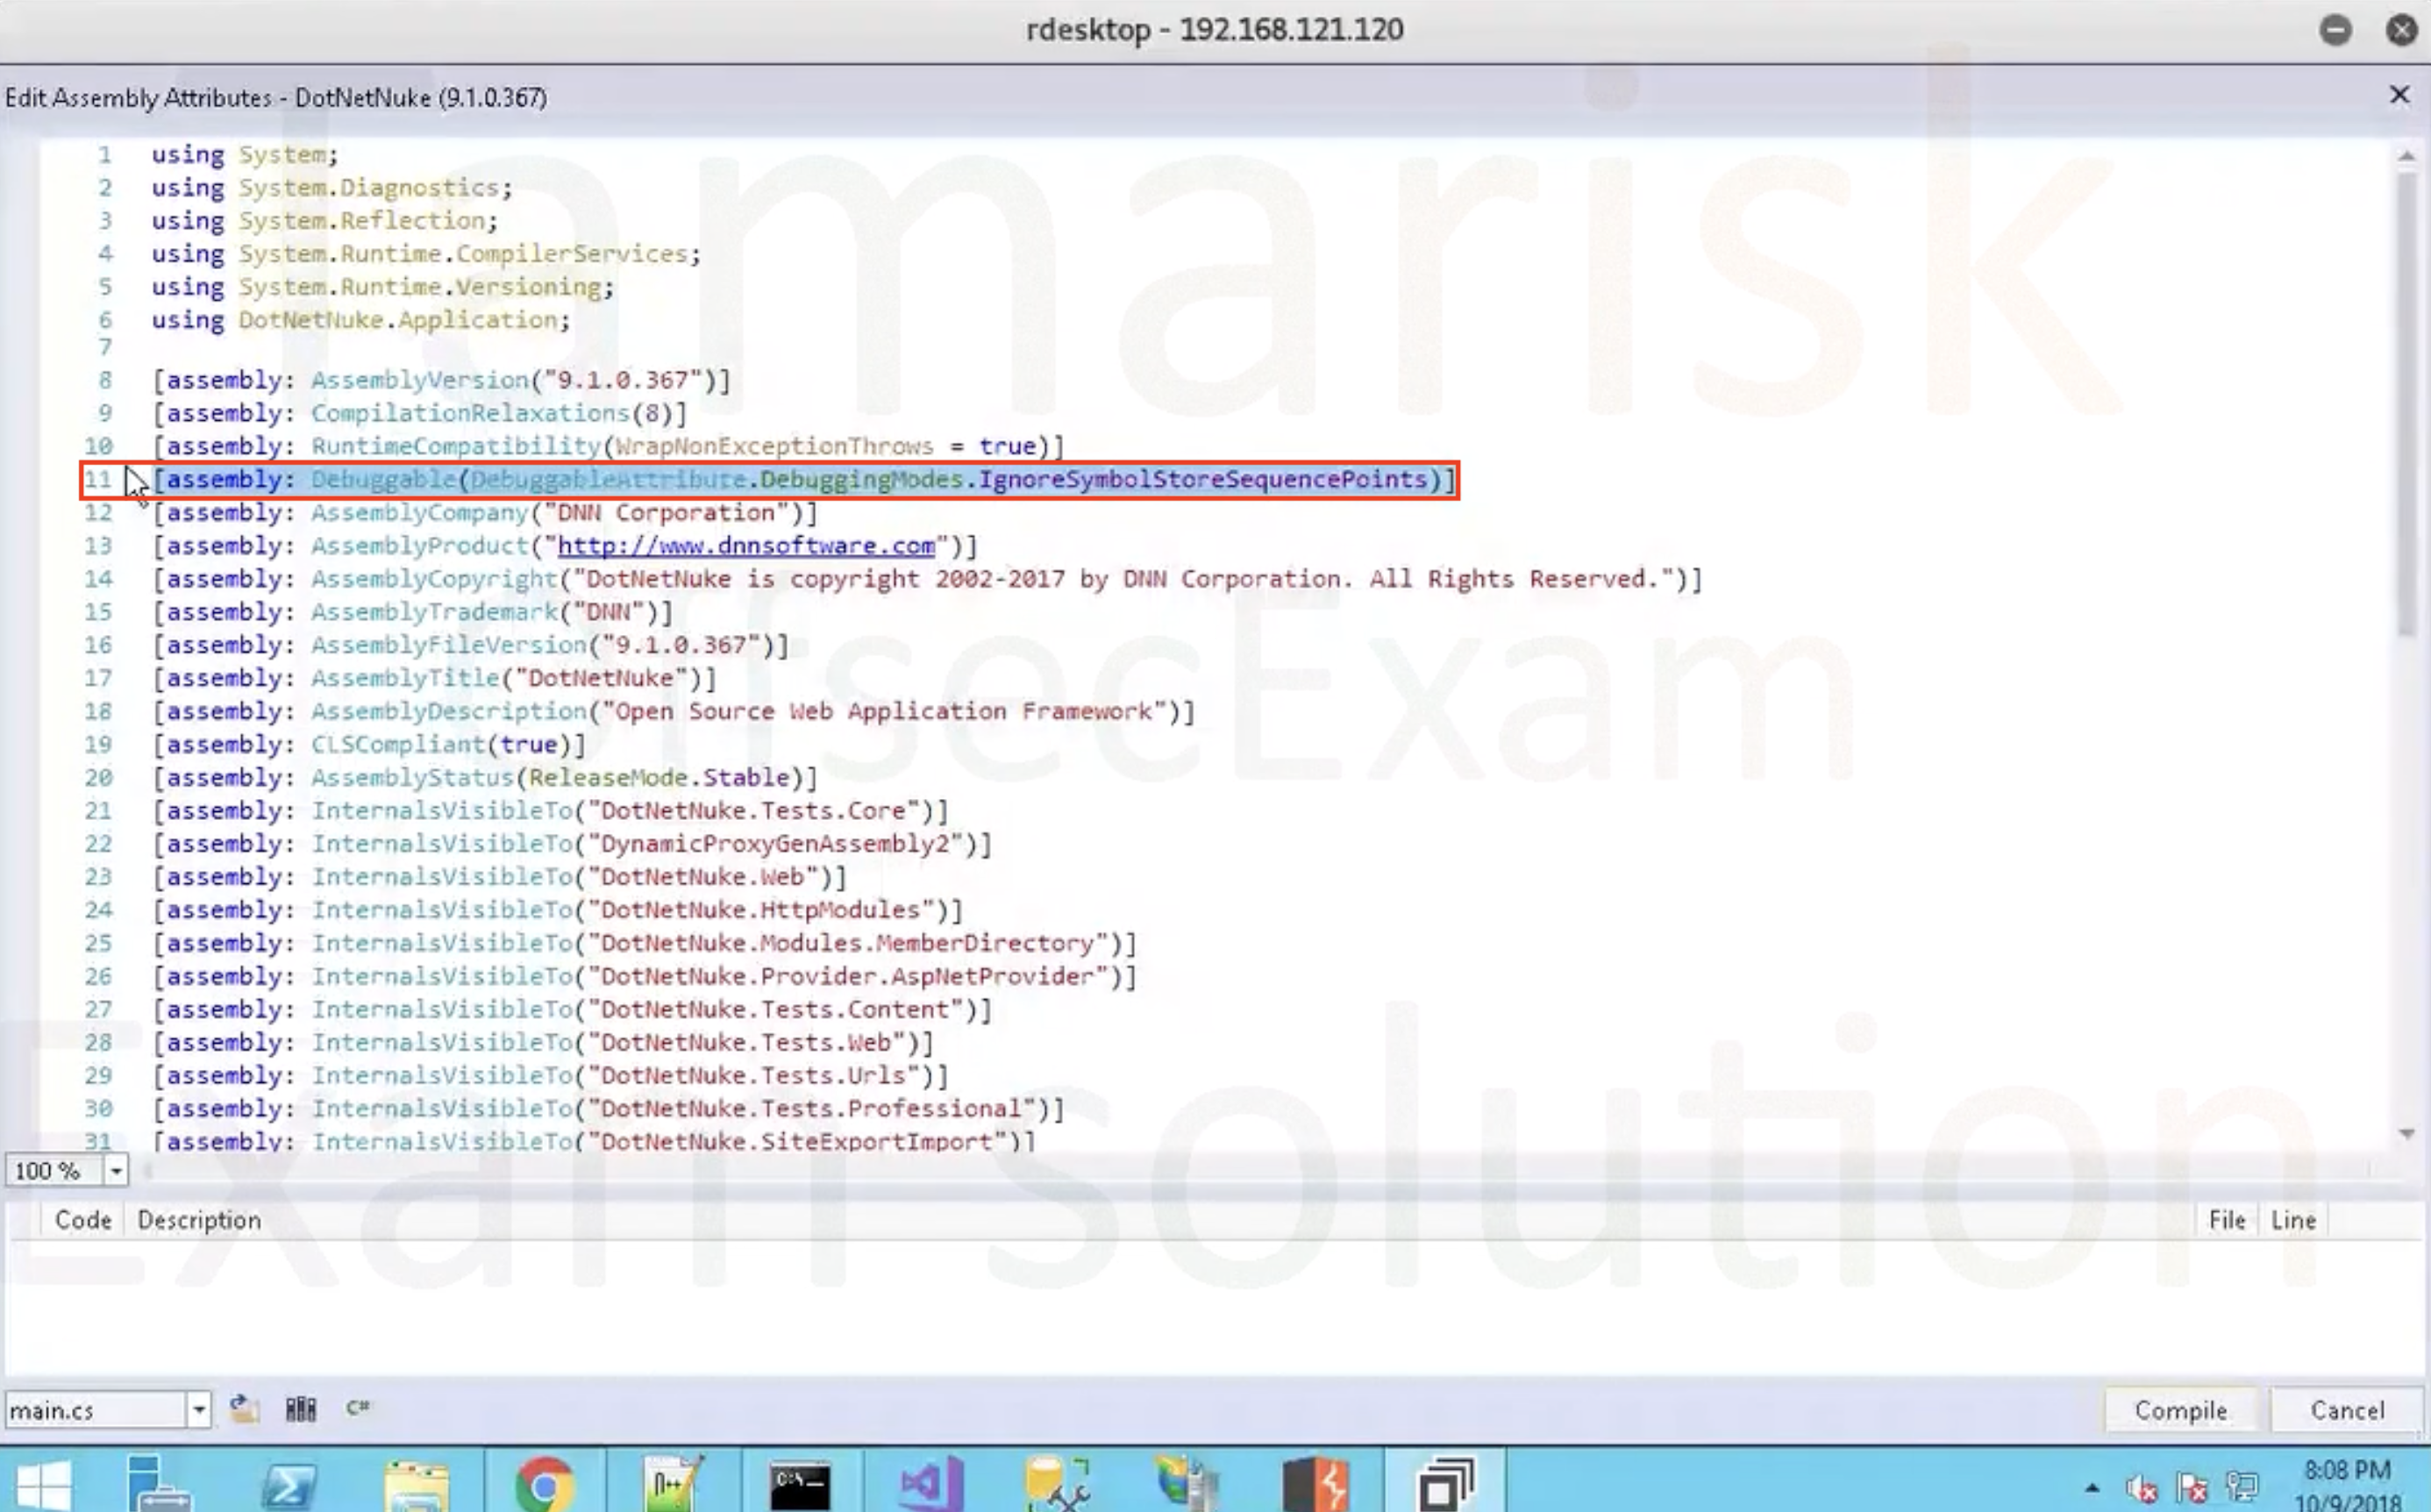 rdesktop - 192.168.121.120
Edit Assembly Attributes - DotNetNuke (9.1.0.367)
1 using System;
2 using System.Diagnostics;
3 using System.Reflection;
4 using System.Runtime.CompilerServices;
5 using System.Runtime.Versioning;
6 using DotNetNuke.Application;
7
8 [assembly: AssemblyVersion("9.1.0.367")]
9 [assembly: CompilationRelaxations(8)]
10 [assembly: RuntimeCompatibility(WrapNonExceptionThrows = true)]
11 [assembly: Debuggable(DebuggableAttribute.DebuggingModes.IgnoreSymbolStoreSequencePoints)]
12 [assembly: AssemblyCompany("DNN Corporation")]
13 [assembly: AssemblyProduct("http://www.dnnsoftware.com")]
14 [assembly: AssemblyCopyright("DotNetNuke is copyright 2002-2017 by DNN Corporation. All Rights Reserved.")]
15 [assembly: AssemblyTrademark("DNN")]
16 [assembly: AssemblyFileVersion("9.1.0.367")]
17 [assembly: AssemblyTitle("DotNetNuke")]
18 [assembly: AssemblyDescription("Open Source Web Application Framework")]
19 [assembly: CLSCompliant(true)]
20 [assembly: AssemblyStatus(ReleaseMode.Stable)]
21 [assembly: InternalsVisibleTo("DotNetNuke.Tests.Core")]
22 [assembly: InternalsVisibleTo("DynamicProxyGenAssembly2")]
23 [assembly: InternalsVisibleTo("DotNetNuke.Web")]
24 [assembly: InternalsVisibleTo("DotNetNuke.HttpModules")]
25 [assembly: InternalsVisibleTo("DotNetNuke.Modules.MemberDirectory")]
26 [assembly: InternalsVisibleTo("DotNetNuke.Provider.AspNetProvider")]
27 [assembly: InternalsVisibleTo("DotNetNuke.Tests.Content")]
28 [assembly: InternalsVisibleTo("DotNetNuke.Tests.Web")]
29 [assembly: InternalsVisibleTo("DotNetNuke.Tests.Urls")]
30 [assembly: InternalsVisibleTo("DotNetNuke.Tests.Professional")]
31 [assembly: InternalsVisibleTo("DotNetNuke.SiteExportImport")]
100 %
Code Description File Line
main.cs C# Compile Cancel
8:08 PM
10/9/2018
Tamarisk
OffsecExam
Exam solution